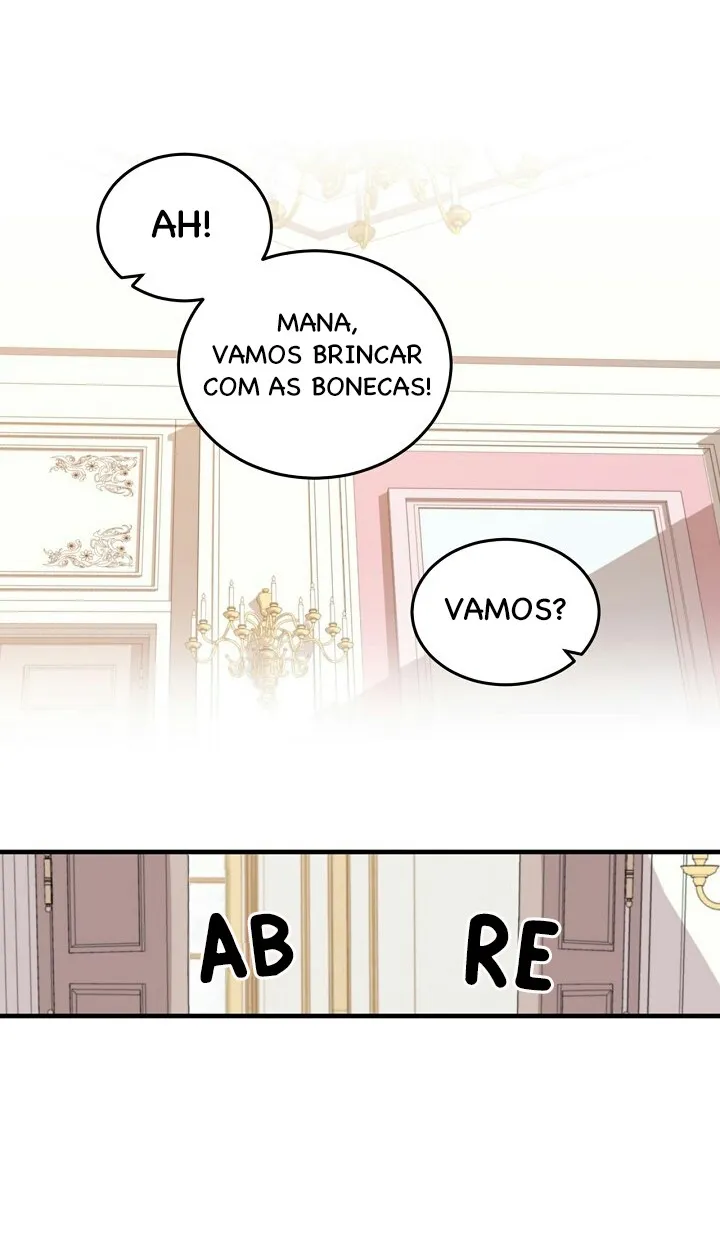 AH!
MANA,
VAMOS BRINCAR
COM AS BONECAS!
VAMOS?
AB RE